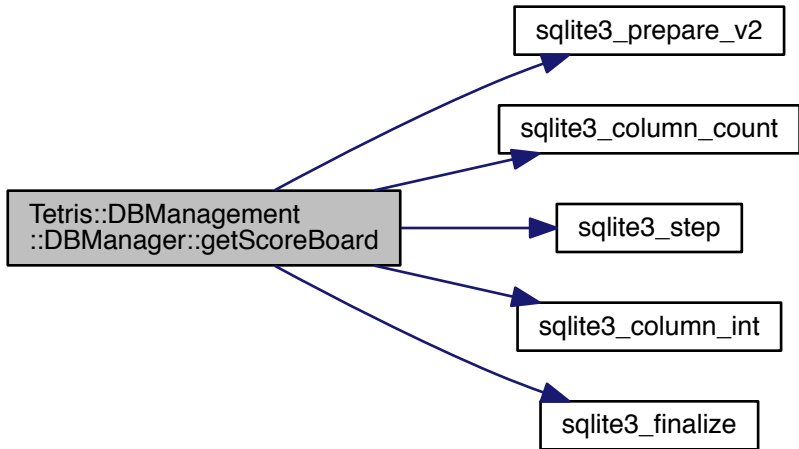 sqlite3_prepare_v2
sqlite3_column_count
Tetris::DBManagement
::DBManager::getScoreBoard
sqlite3_step
sqlite3_column_int
sqlite3_finalize